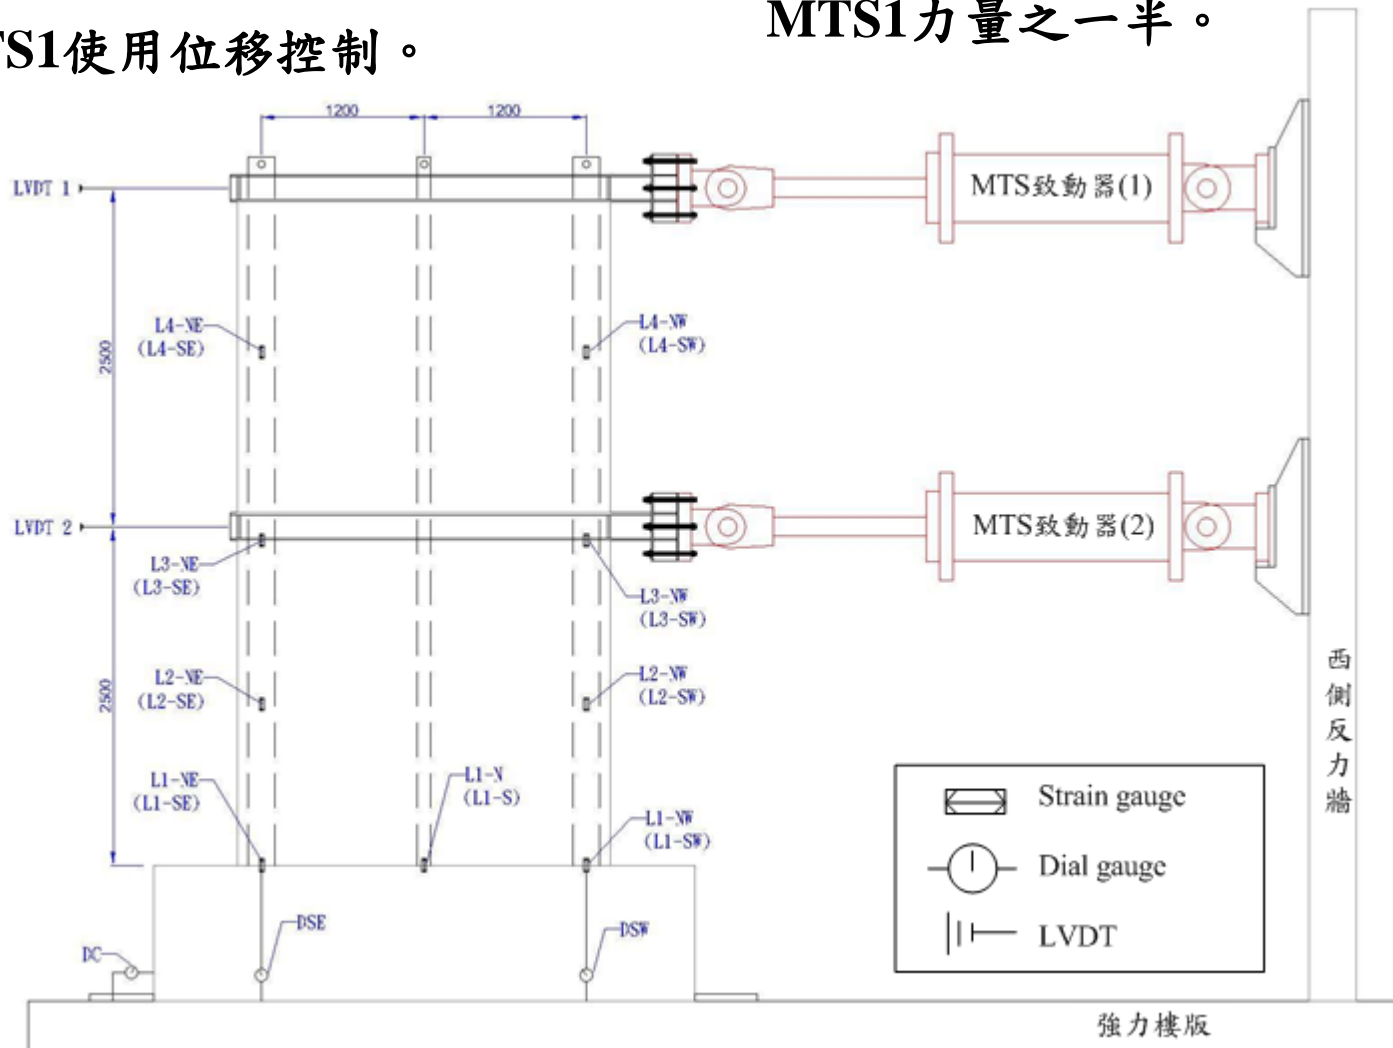 MTS1力量之一半。
TS1使用位移控制。
1200
1200
LVDT 1
MTS致動器(1)
L4-NE
(L4-SE)
L4-NW
(L4-SW)
2500
LVDT 2
MTS致動器(2)
L3-NE
(L3-SE)
L3-NW
(L3-SW)
L2-NE
(L2-SE)
L2-NW
(L2-SW)
2500
L1-NE
(L1-SE)
L1-N
(L1-S)
L1-NW
(L1-SW)
西側反力牆
Strain gauge
Dial gauge
LVDT
DSE
DSW
DC
強力樓版